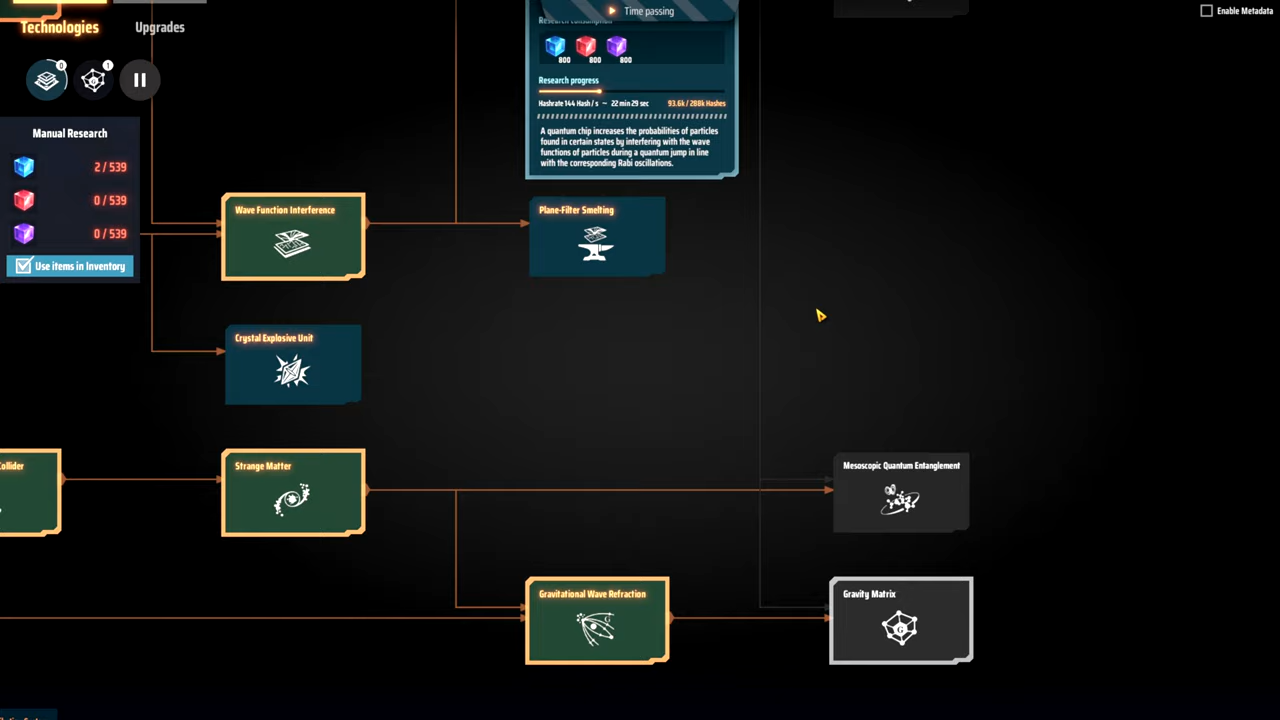 Time passing
Enable Metadata
Technologies
Upgrades
Research consumption
800
800
800
0
1
Research progress
Hashrate 144 Hash / s – 22 min 29 sec
93.6k / 288k Hashes
A quantum chip increases the probabilities of particles
found in certain states by interfering with the wave
functions of particles during a quantum jump in line
with the corresponding Rabi oscillations.
Manual Research
2 / 539
0 / 539
0 / 539
Use items in Inventory
Wave Function Interference
Plane-Filter Smelting
Crystal Explosive Unit
Collider
Strange Matter
Mesoscopic Quantum Entanglement
Gravitational Wave Refraction
Gravity Matrix
G